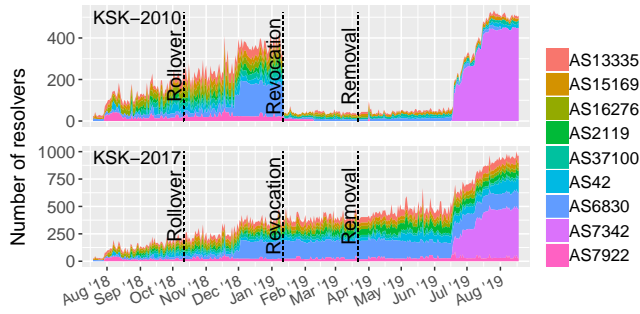 KSK−2010
Rollover
Revocation
Removal
400
200
0
Number of resolvers
KSK−2017
Rollover
Revocation
Removal
1000
750
500
250
0
Aug '18
Sep '18
Oct '18
Nov '18
Dec '18
Jan '19
Feb '19
Mar '19
Apr '19
May '19
Jun '19
Jul '19
Aug '19
AS13335
AS15169
AS16276
AS2119
AS37100
AS42
AS6830
AS7342
AS7922